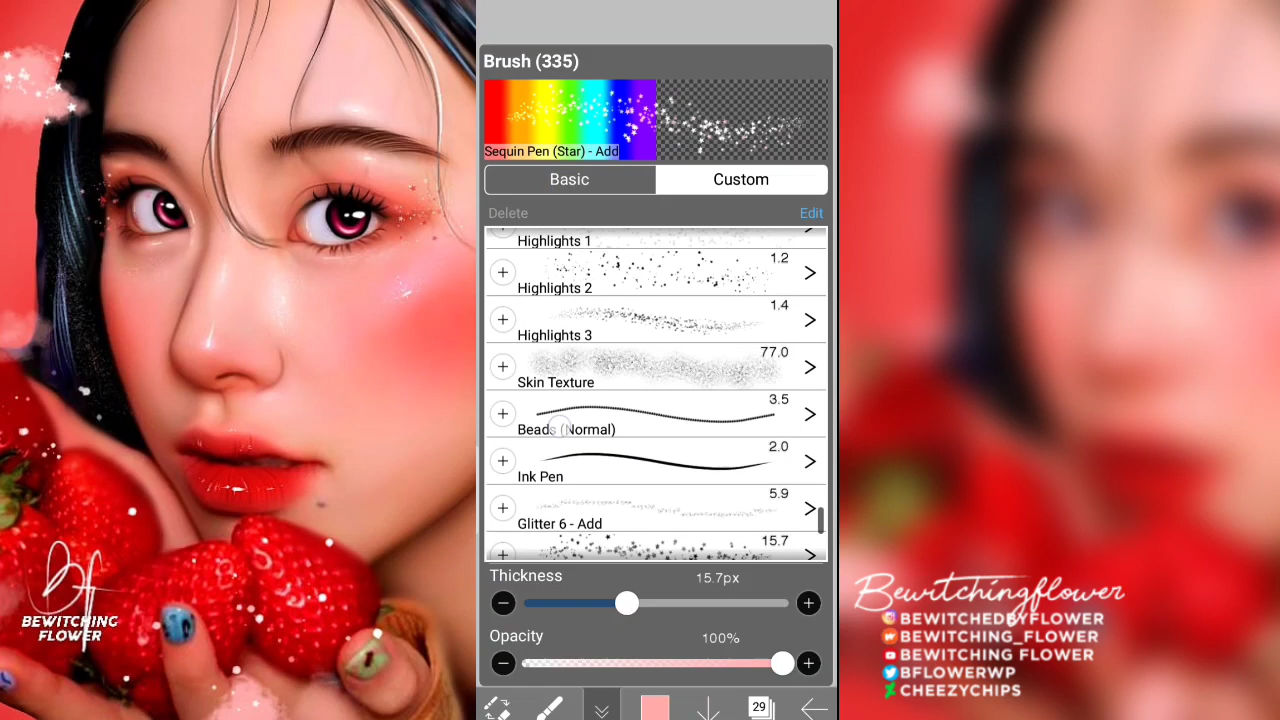 Brush (335)
Sequin Pen (Star) - Add
Basic
Custom
Delete
Edit
Highlights 1
1.2
Highlights 2
1.4
Highlights 3
77.0
Skin Texture
3.5
Beads (Normal)
2.0
Ink Pen
5.9
Glitter 6 - Add
15.7
Thickness
15.7px
Opacity
100%
29
Bf
BEWITCHING
FLOWER
Bewitchingflower
BEWITCHEDBYFLOWER
BEWITCHING_FLOWER
BEWITCHING FLOWER
BFLOWERWP
CHEEZYCHIPS